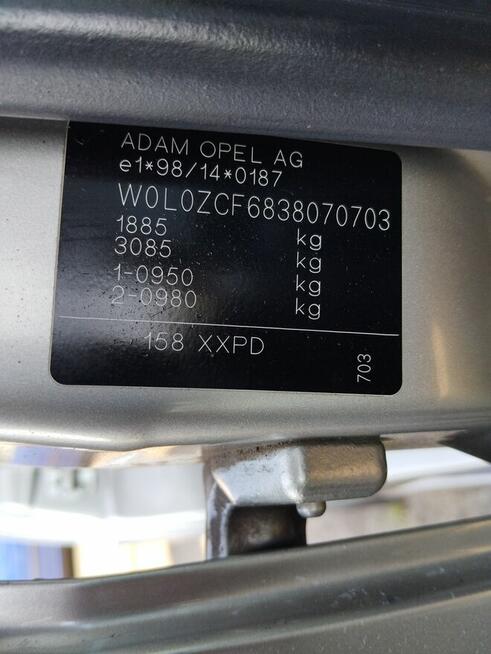 ADAM OPEL AG
e1*98/14*0187
W0L0ZCF6838070703
1885 kg
3085 kg
1-0950 kg
2-0980 kg
158 XXPD
703